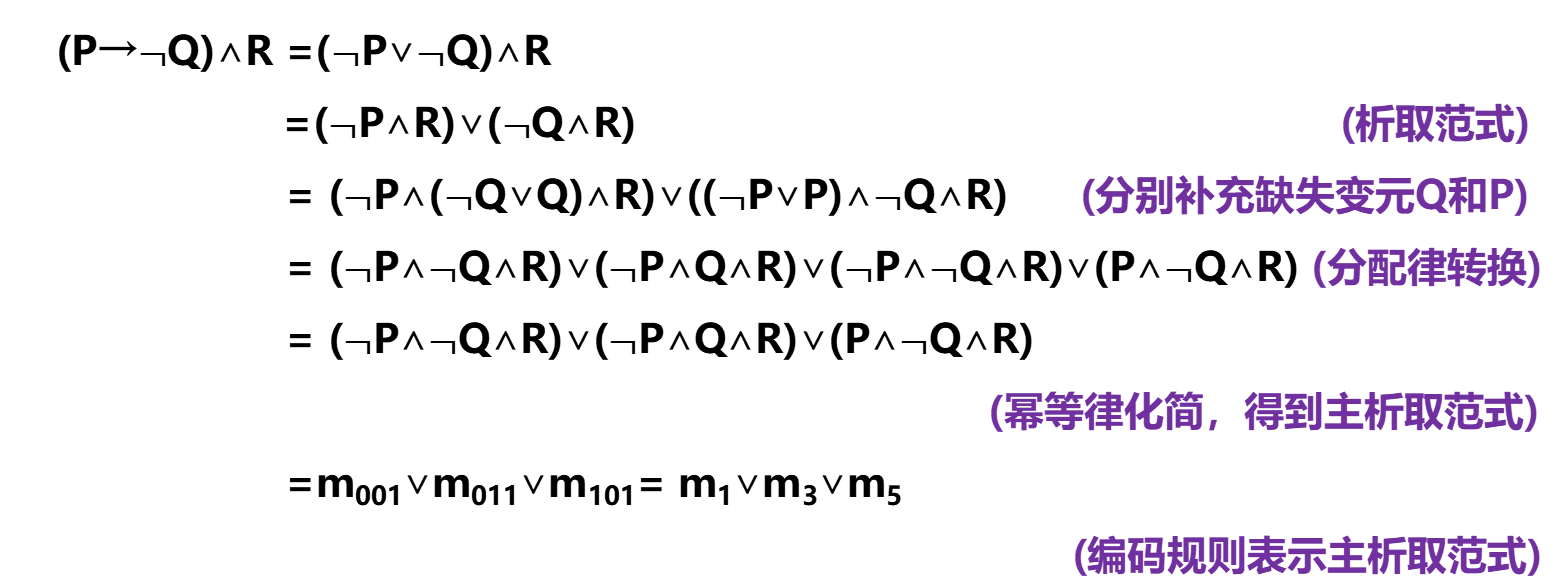 (P→¬Q)∧R =(¬P∨¬Q)∧R
=(¬P∧R)∨(¬Q∧R) (析取范式)
= (¬P∧(¬Q∨Q)∧R)∨((¬P∨P)∧¬Q∧R) (分别补充缺失变元Q和P)
= (¬P∧¬Q∧R)∨(¬P∧Q∧R)∨(¬P∧¬Q∧R)∨(P∧¬Q∧R) (分配律转换)
= (¬P∧¬Q∧R)∨(¬P∧Q∧R)∨(P∧¬Q∧R)
(幂等律化简，得到主析取范式)
=m₀₀₁∨m₀₁₁∨m₁₀₁= m₁∨m₃∨m₅
(编码规则表示主析取范式)